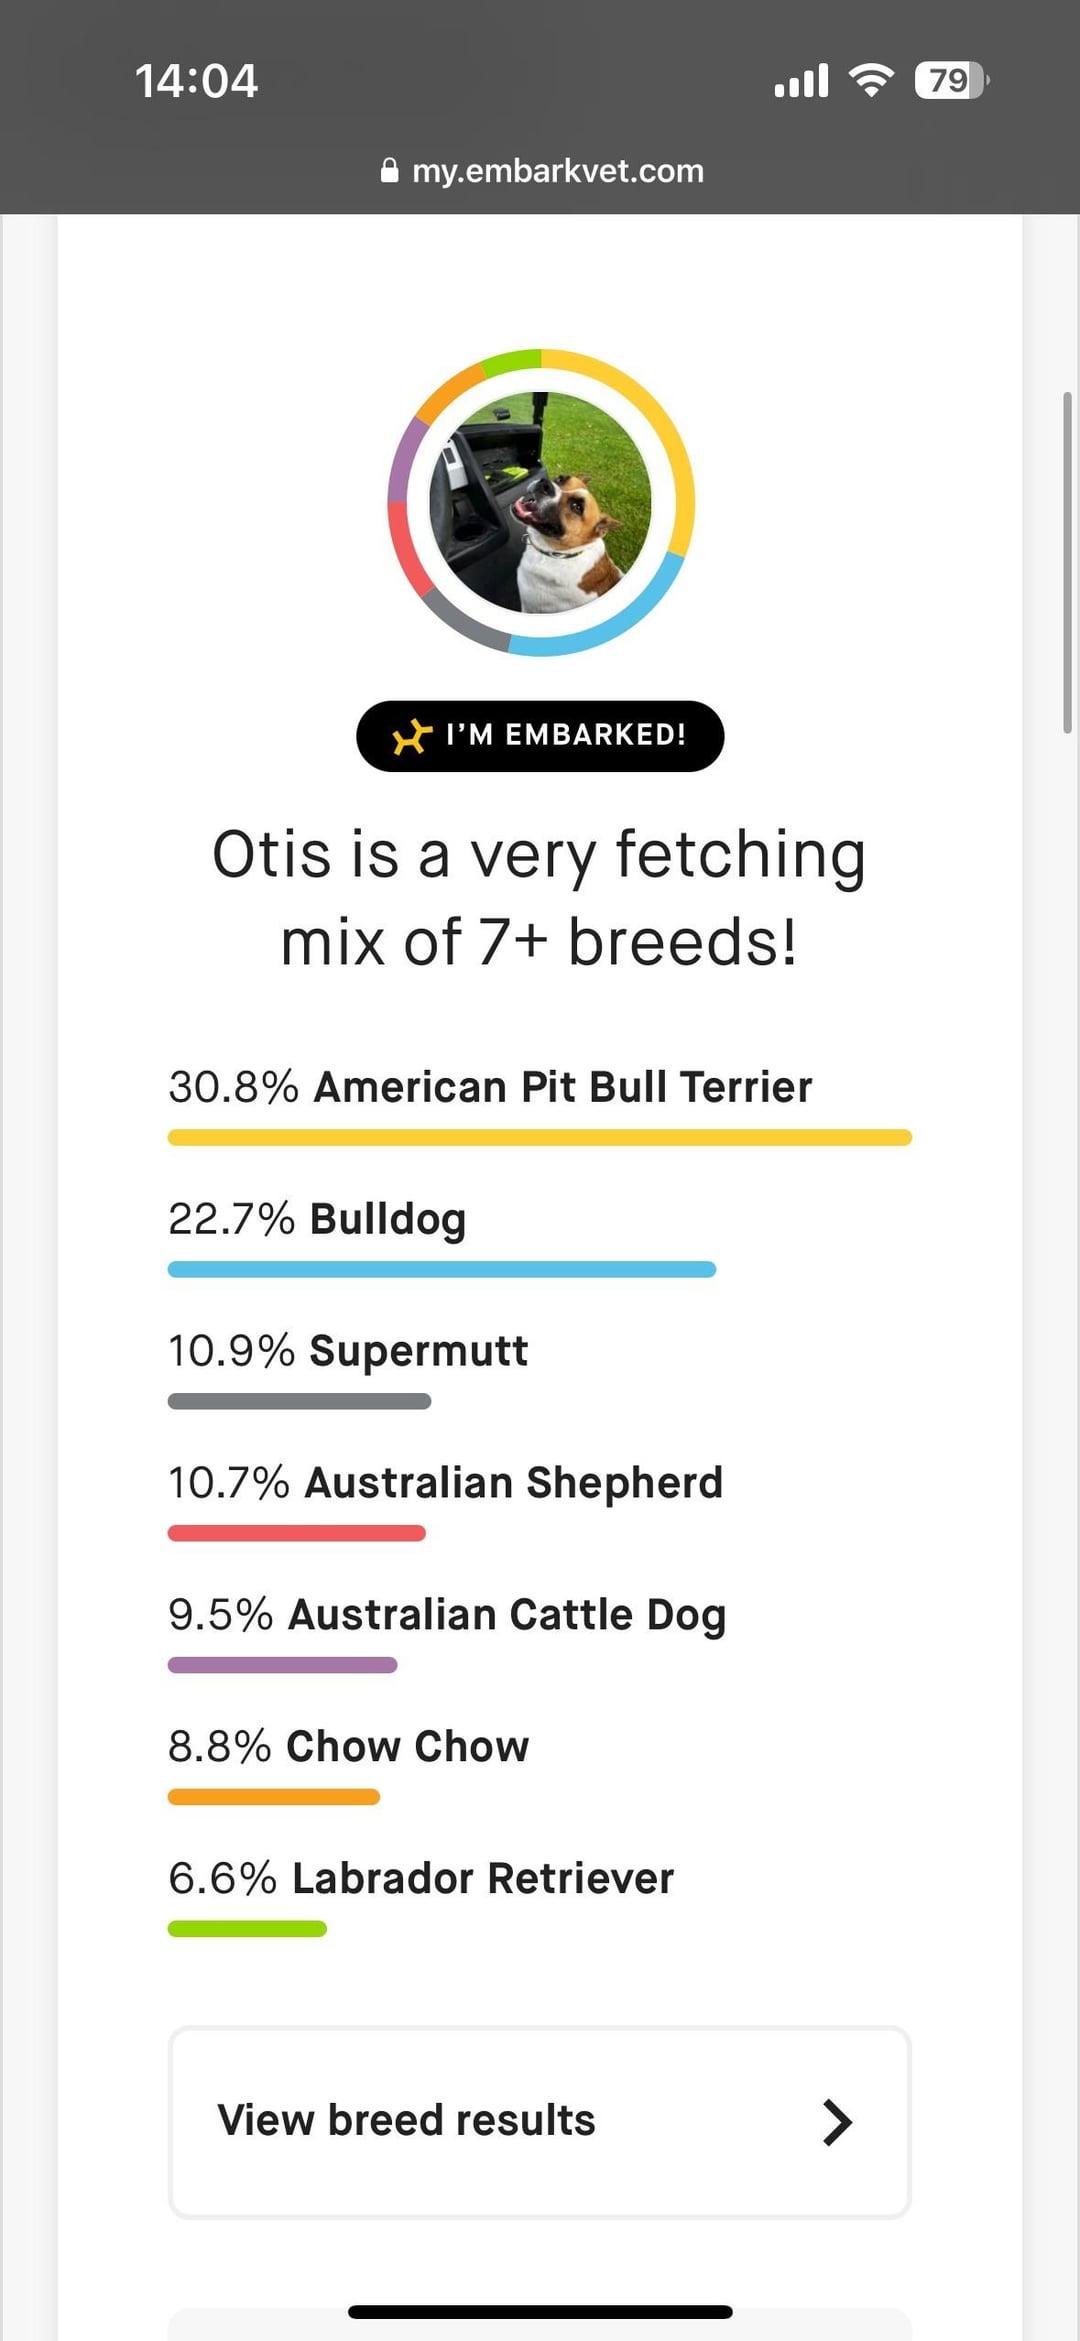 14:04
79
my.embarkvet.com
I’M EMBARKED!
Otis is a very fetching
mix of 7+ breeds!
30.8% American Pit Bull Terrier
22.7% Bulldog
10.9% Supermutt
10.7% Australian Shepherd
9.5% Australian Cattle Dog
8.8% Chow Chow
6.6% Labrador Retriever
View breed results